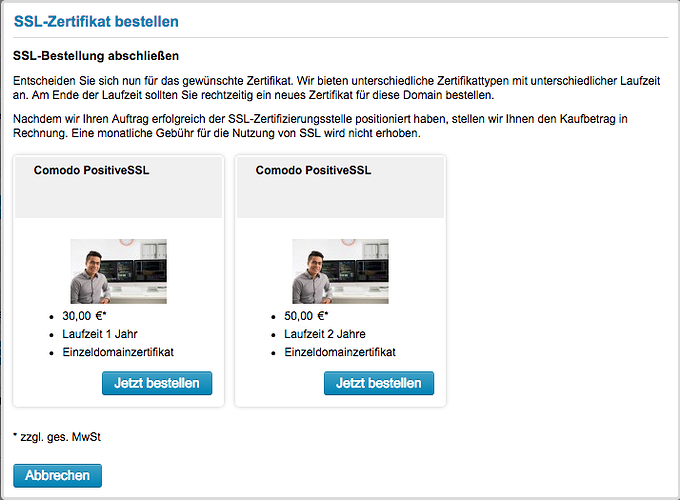 SSL-Zertifikat bestellen
SSL-Bestellung abschließen
Entscheiden Sie sich nun für das gewünschte Zertifikat. Wir bieten unterschiedliche Zertifikattypen mit unterschiedlicher Laufzeit
an. Am Ende der Laufzeit sollten Sie rechtzeitig ein neues Zertifikat für diese Domain bestellen.
Nachdem wir Ihren Auftrag erfolgreich der SSL-Zertifizierungsstelle positioniert haben, stellen wir Ihnen den Kaufbetrag in
Rechnung. Eine monatliche Gebühr für die Nutzung von SSL wird nicht erhoben.
Comodo PositiveSSL
• 30,00 €*
• Laufzeit 1 Jahr
• Einzeldomainzertifikat
Jetzt bestellen
Comodo PositiveSSL
• 50,00 €*
• Laufzeit 2 Jahre
• Einzeldomainzertifikat
Jetzt bestellen
* zzgl. ges. MwSt
Abbrechen